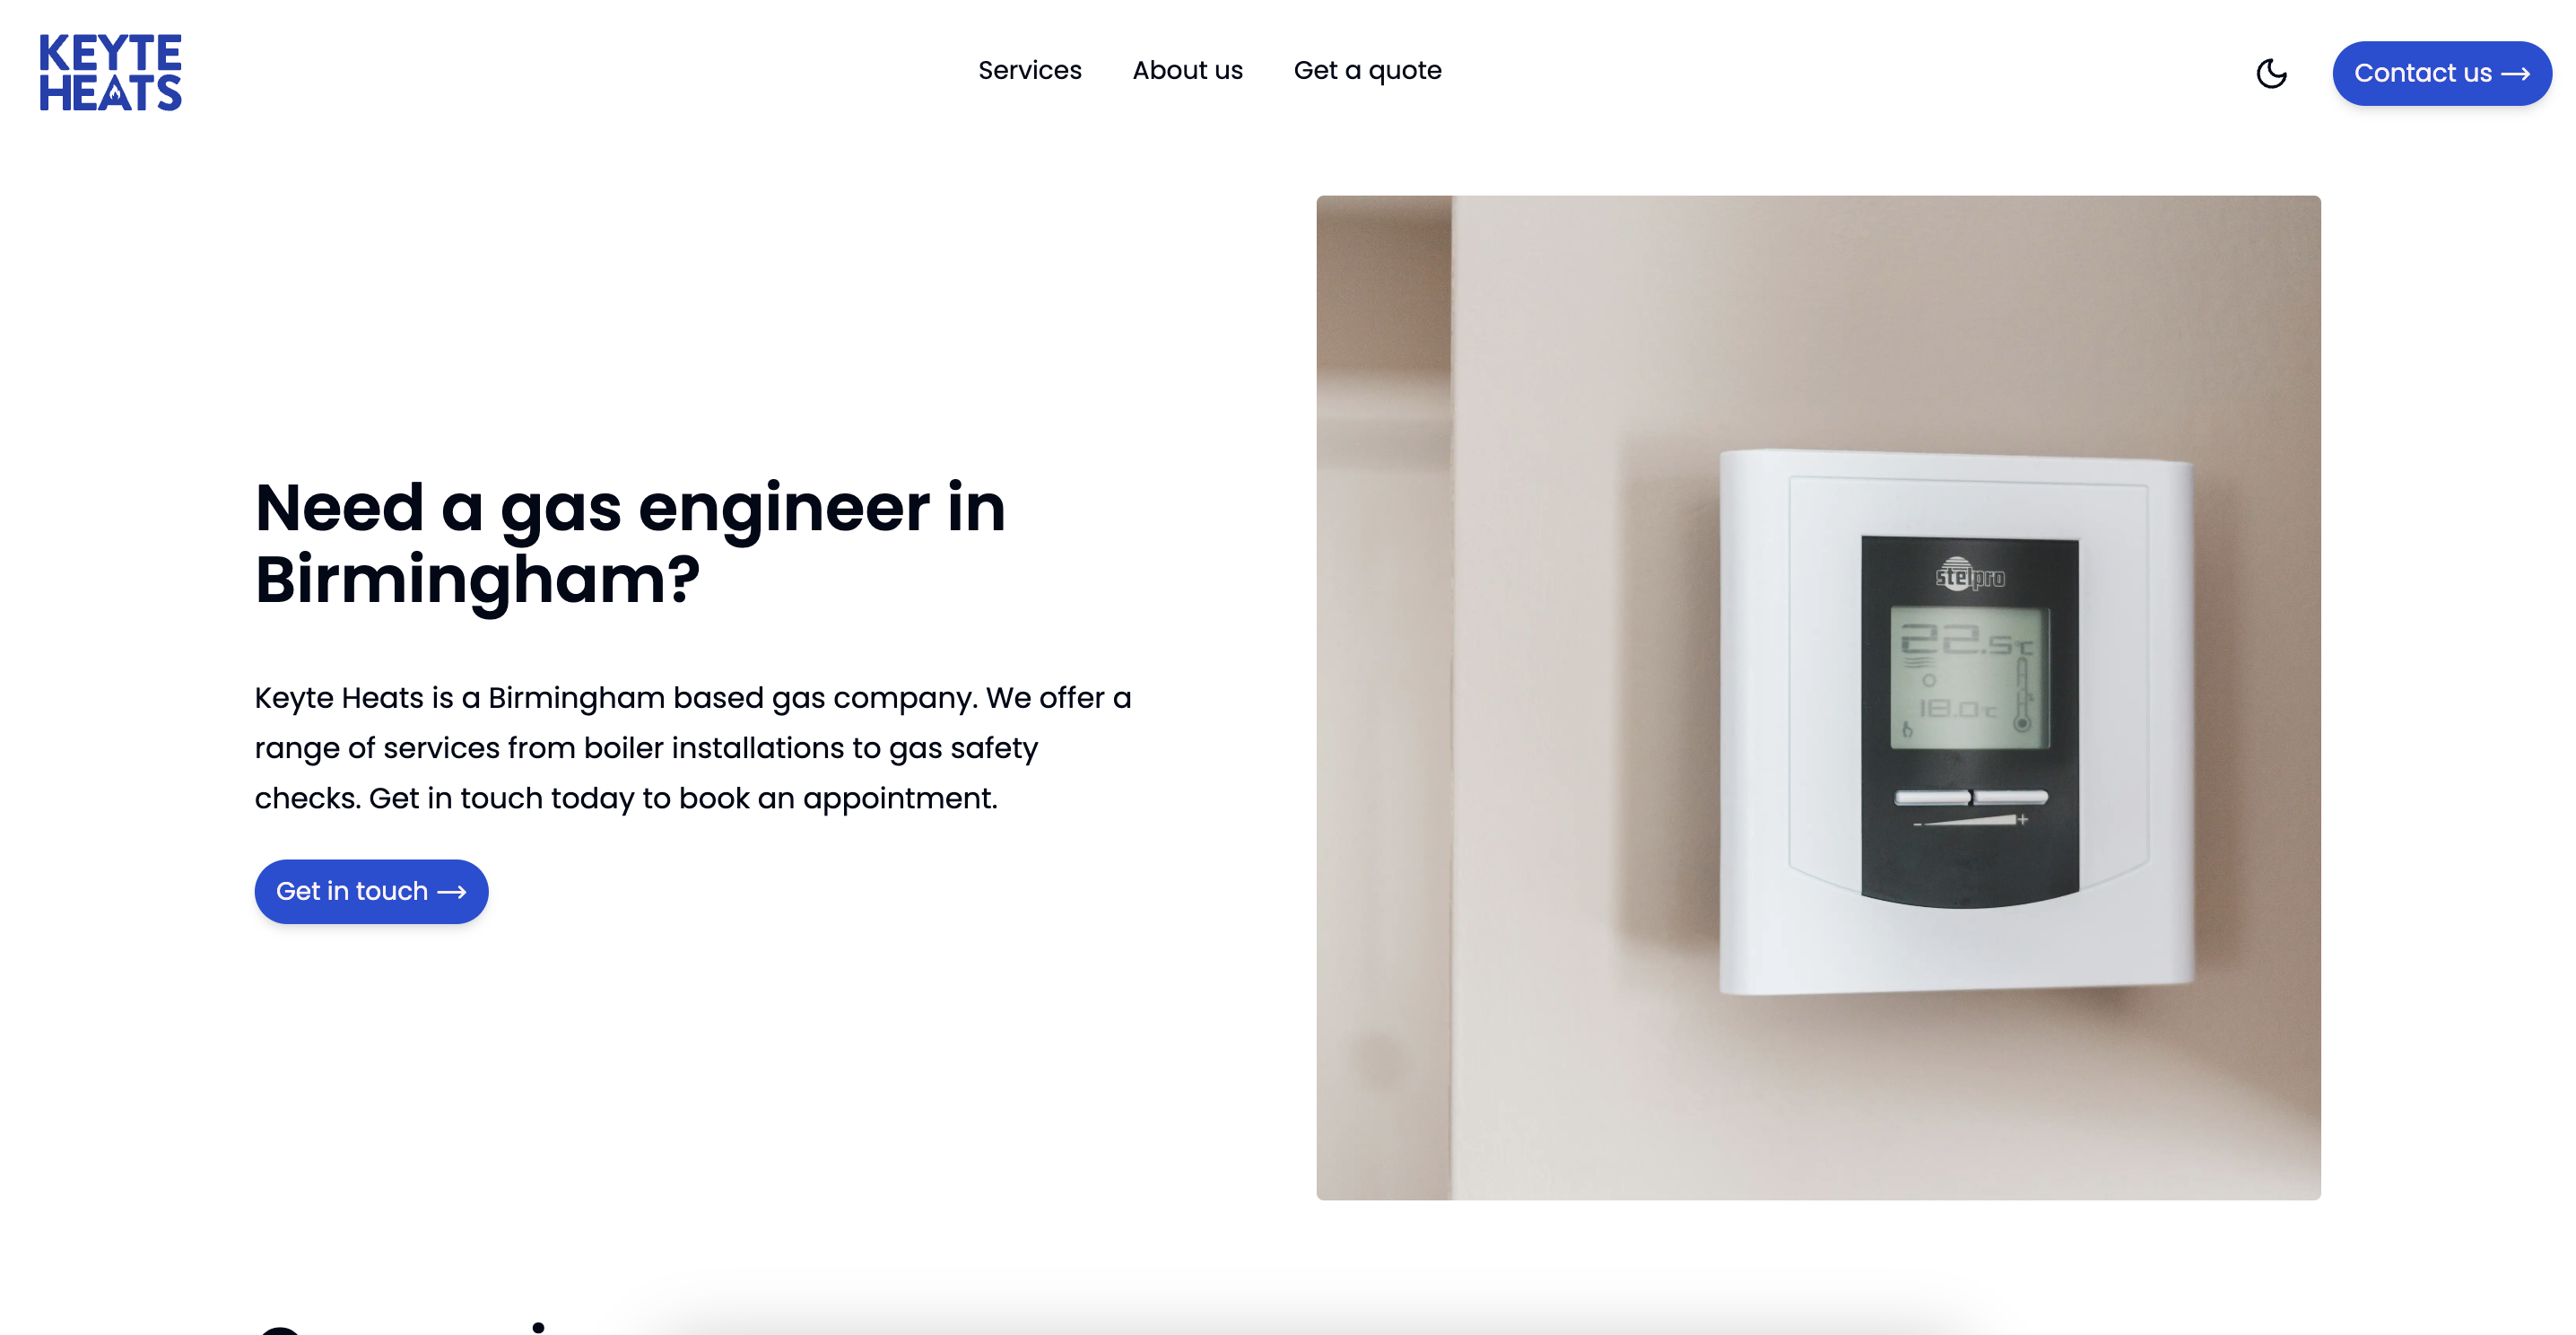 KEYTE
HEATS
Services
About us
Get a quote
Contact us
Need a gas engineer in
Birmingham?
Keyte Heats is a Birmingham based gas company. We offer a
range of services from boiler installations to gas safety
checks. Get in touch today to book an appointment.
Get in touch
stelpro
22.5°C
18.0°C
- +